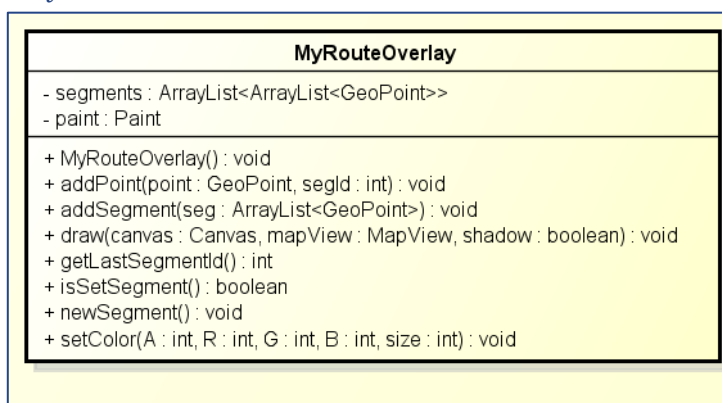 MyRouteOverlay
- segments : ArrayList<ArrayList<GeoPoint>>
- paint : Paint
+ MyRouteOverlay() : void
+ addPoint(point : GeoPoint, segId : int) : void
+ addSegment(seg : ArrayList<GeoPoint>) : void
+ draw(canvas : Canvas, mapView : MapView, shadow : boolean) : void
+ getLastSegmentId() : int
+ isSetSegment() : boolean
+ newSegment() : void
+ setColor(A : int, R : int, G : int, B : int, size : int) : void